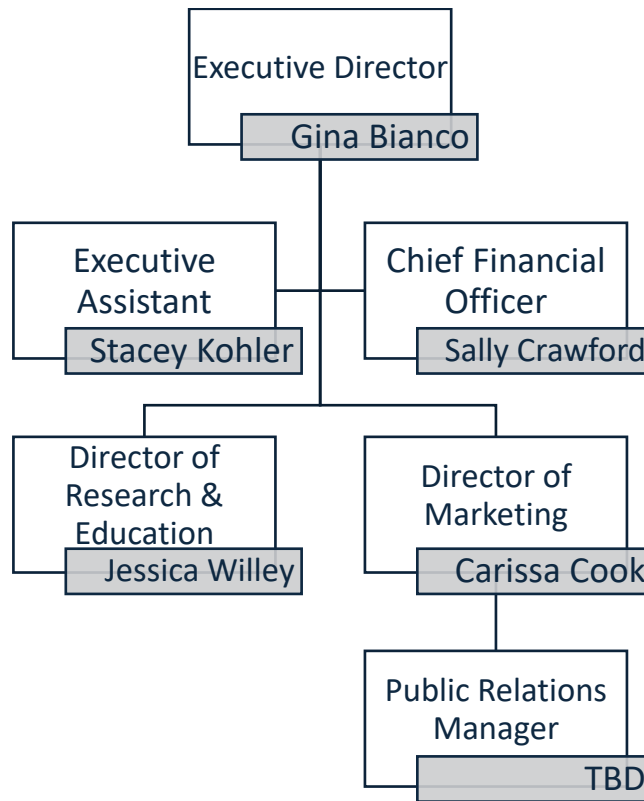 Executive Director
Gina Bianco
Executive
Assistant
Stacey Kohler
Chief Financial
Officer
Sally Crawford
Director of
Research &
Education
Jessica Willey
Director of
Marketing
Carissa Cook
Public Relations
Manager
TBD